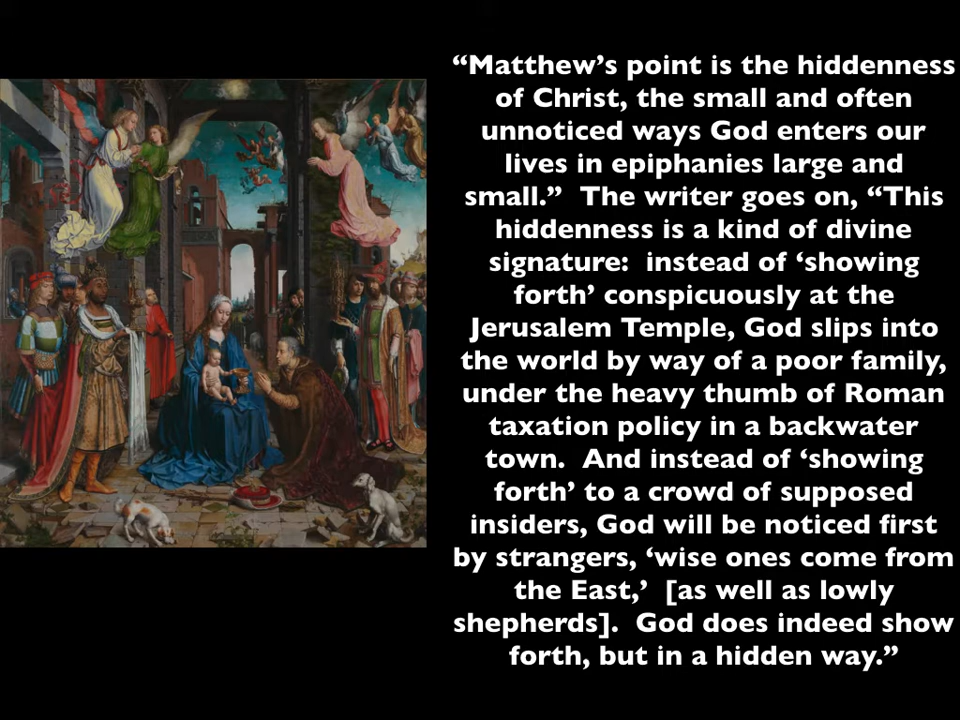 “Matthew’s point is the hiddenness
of Christ, the small and often
unnoticed ways God enters our
lives in epiphanies large and
small.”  The writer goes on, “This
hiddenness is a kind of divine
signature:  instead of ‘showing
forth’ conspicuously at the
Jerusalem Temple, God slips into
the world by way of a poor family,
under the heavy thumb of Roman
taxation policy in a backwater
town.  And instead of ‘showing
forth’ to a crowd of supposed
insiders, God will be noticed first
by strangers, ‘wise ones come from
the East,’  [as well as lowly
shepherds].  God does indeed show
forth, but in a hidden way.”